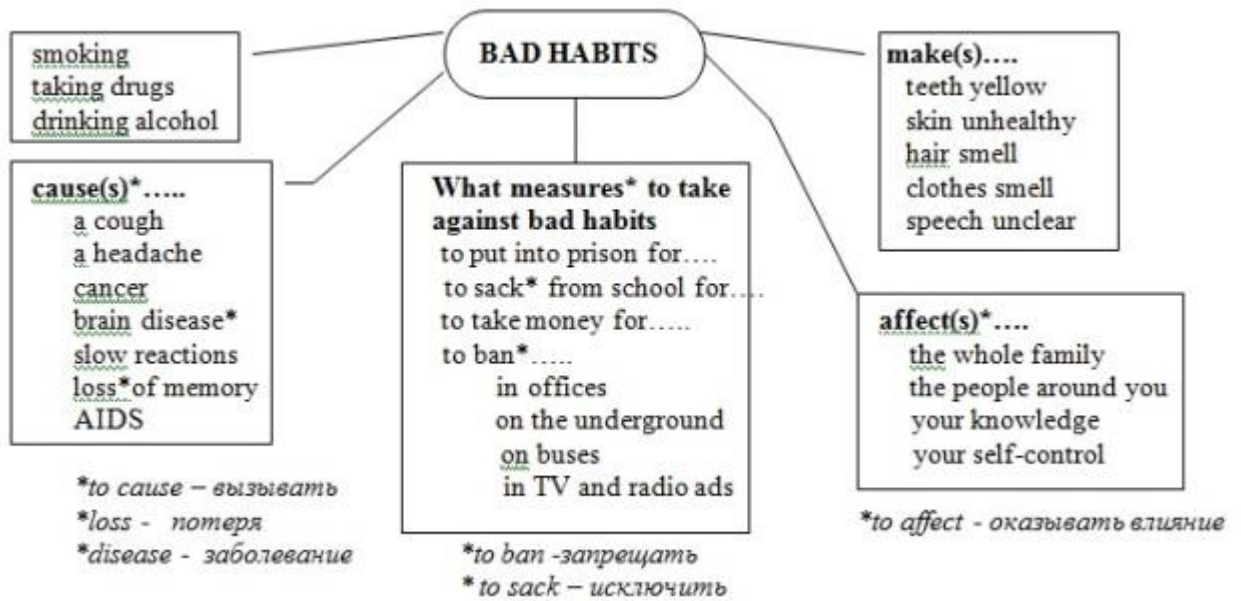 BAD HABITS
smoking
taking drugs
drinking alcohol
cause(s)*…..
a cough
a headache
cancer
brain disease*
slow reactions
loss*of memory
AIDS
*to cause – вызывать
*loss - потеря
*disease - заболевание
What measures* to take
against bad habits
to put into prison for….
to sack* from school for….
to take money for…..
to ban*…..
in offices
on the underground
on buses
in TV and radio ads
*to ban -запрещать
* to sack – исключить
make(s)….
teeth yellow
skin unhealthy
hair smell
clothes smell
speech unclear
affect(s)*….
the whole family
the people around you
your knowledge
your self-control
*to affect - оказывать влияние